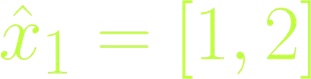 x̂₁ = [1, 2]